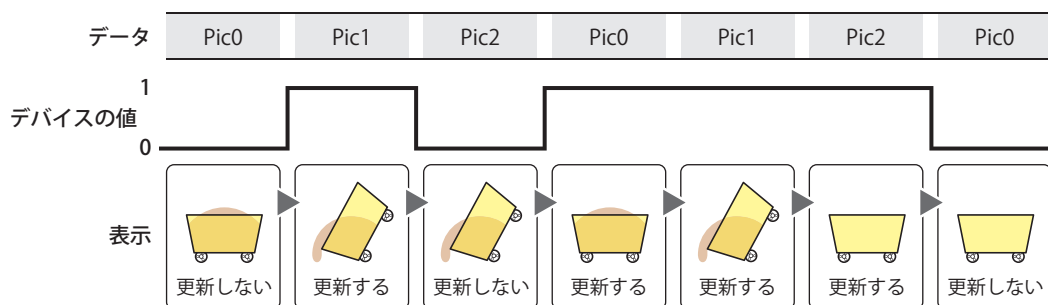 データ Pic0 Pic1 Pic2 Pic0 Pic1 Pic2 Pic0
1
デバイスの値
0
表示
更新しない 更新する 更新しない 更新する 更新する 更新する 更新しない